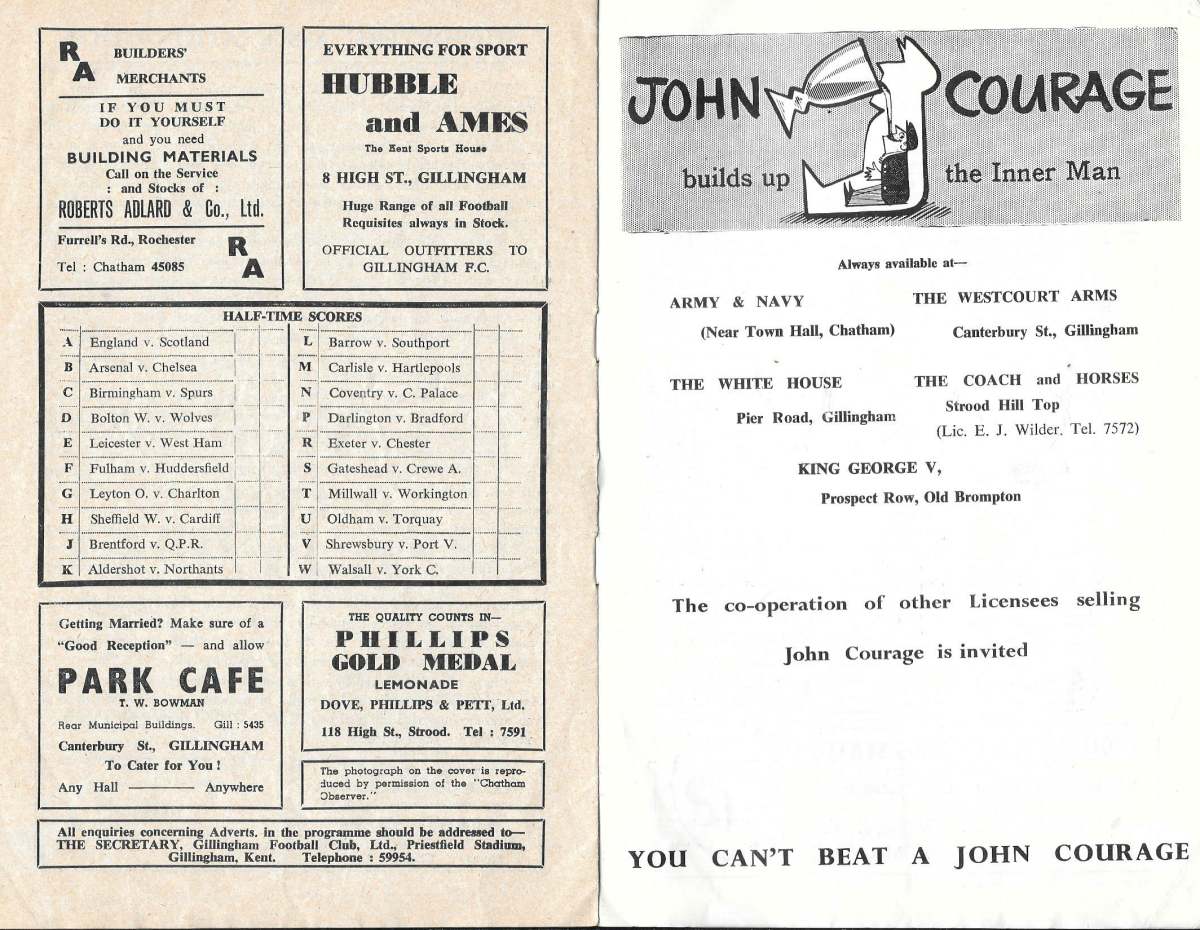 R A BUILDERS'
MERCHANTS
IF YOU MUST
DO IT YOURSELF
and you need
BUILDING MATERIALS
Call on the Service
: and Stocks of :
ROBERTS ADLARD & Co., Ltd.
Furrell's Rd., Rochester
Tel : Chatham 45085
R A
EVERYTHING FOR SPORT
HUBBLE
and AMES
The Kent Sports House
8 HIGH ST., GILLINGHAM
Huge Range of all Football
Requisites always in Stock.
OFFICIAL OUTFITTERS TO
GILLINGHAM F.C.
HALF-TIME SCORES
A England v. Scotland
B Arsenal v. Chelsea
C Birmingham v. Spurs
D Bolton W. v. Wolves
E Leicester v. West Ham
F Fulham v. Huddersfield
G Leyton O. v. Charlton
H Sheffield W. v. Cardiff
J Brentford v. Q.P.R.
K Aldershot v. Northants
L Barrow v. Southport
M Carlisle v. Hartlepools
N Coventry v. C. Palace
P Darlington v. Bradford
R Exeter v. Chester
S Gateshead v. Crewe A.
T Millwall v. Workington
U Oldham v. Torquay
V Shrewsbury v. Port V.
W Walsall v. York C.
Getting Married? Make sure of a
"Good Reception" — and allow
PARK CAFE
T. W. BOWMAN
Rear Municipal Buildings. Gill : 5435
Canterbury St., GILLINGHAM
To Cater for You !
Any Hall ——— Anywhere
THE QUALITY COUNTS IN—
PHILLIPS
GOLD MEDAL
LEMONADE
DOVE, PHILLIPS & PETT, Ltd.
118 High St., Strood. Tel : 7591
The photograph on the cover is repro-
duced by permission of the "Chatham
Observer."
All enquiries concerning Adverts. in the programme should be addressed to—
THE SECRETARY, Gillingham Football Club, Ltd., Priestfield Stadium,
Gillingham, Kent. Telephone : 59954.
JOHN COURAGE
builds up the Inner Man
Always available at—
ARMY & NAVY
(Near Town Hall, Chatham)
THE WESTCOURT ARMS
Canterbury St., Gillingham
THE WHITE HOUSE
Pier Road, Gillingham
THE COACH and HORSES
Strood Hill Top
(Lic. E. J. Wilder. Tel. 7572)
KING GEORGE V,
Prospect Row, Old Brompton
The co-operation of other Licensees selling
John Courage is invited
YOU CAN'T BEAT A JOHN COURAGE